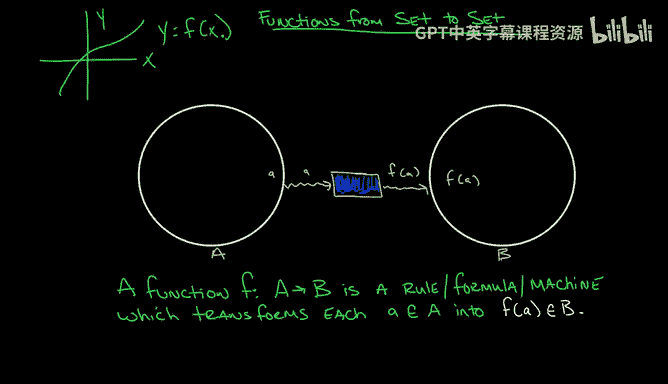 Functions from Set to Set
GPT中英字幕课程资源 bilibili
y
y=f(x)
x
a
a
f(a)
f(a)
A
B
A function f: A→B is a rule/formula/machine
which transforms each a ∈ A into f(a) ∈ B.